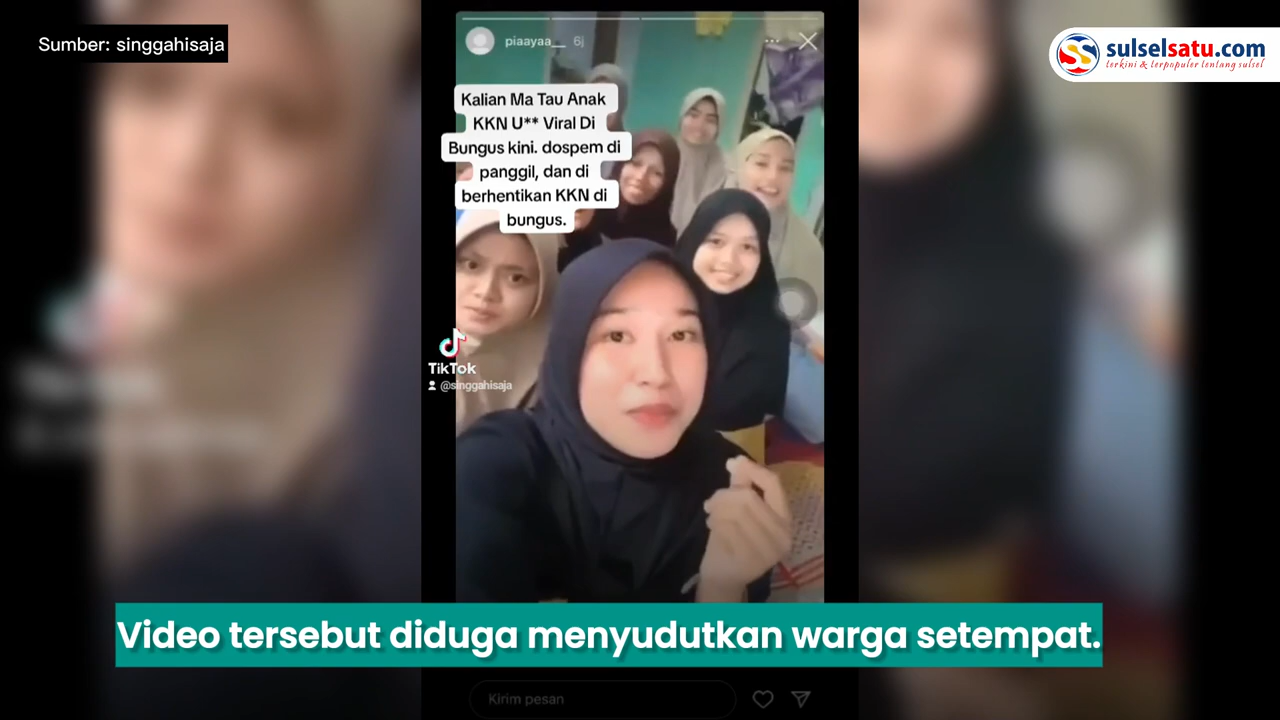 Sumber: singgahisaja
sulselsatu.com
terkini & terpopuler tentang sulsel
piaayaa__ 6j
Kalian Ma Tau Anak
KKN U** Viral Di
Bungus kini. dospem di
panggil, dan di
berhentikan KKN di
bungus.
TikTok
@singgahisaja
Video tersebut diduga menyudutkan warga setempat.
Kirim pesan